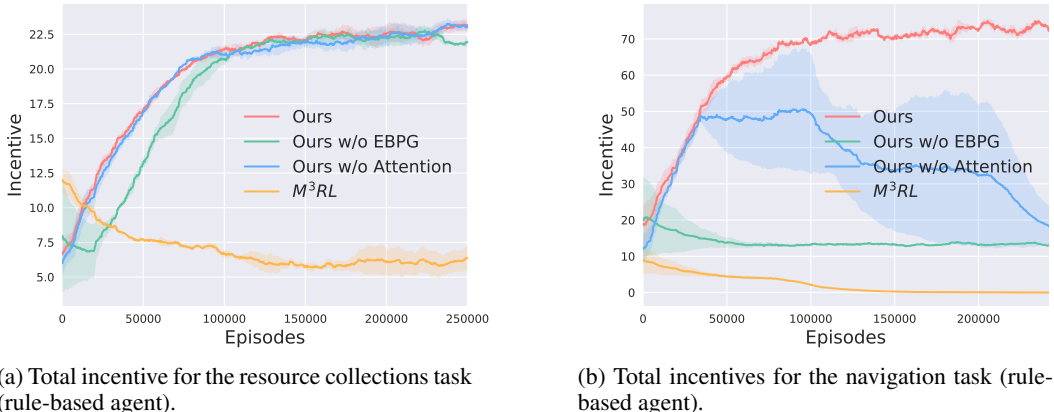 22.5
20.0
17.5
15.0
12.5
10.0
7.5
5.0
Incentive
Ours
Ours w/o EBPG
Ours w/o Attention
M³RL
0 50000 100000 150000 200000 250000
Episodes
(a) Total incentive for the resource collections task
(rule-based agent).
70
60
50
40
30
20
10
0
Incentive
Ours
Ours w/o EBPG
Ours w/o Attention
M³RL
0 50000 100000 150000 200000
Episodes
(b) Total incentives for the navigation task (rule-
based agent).